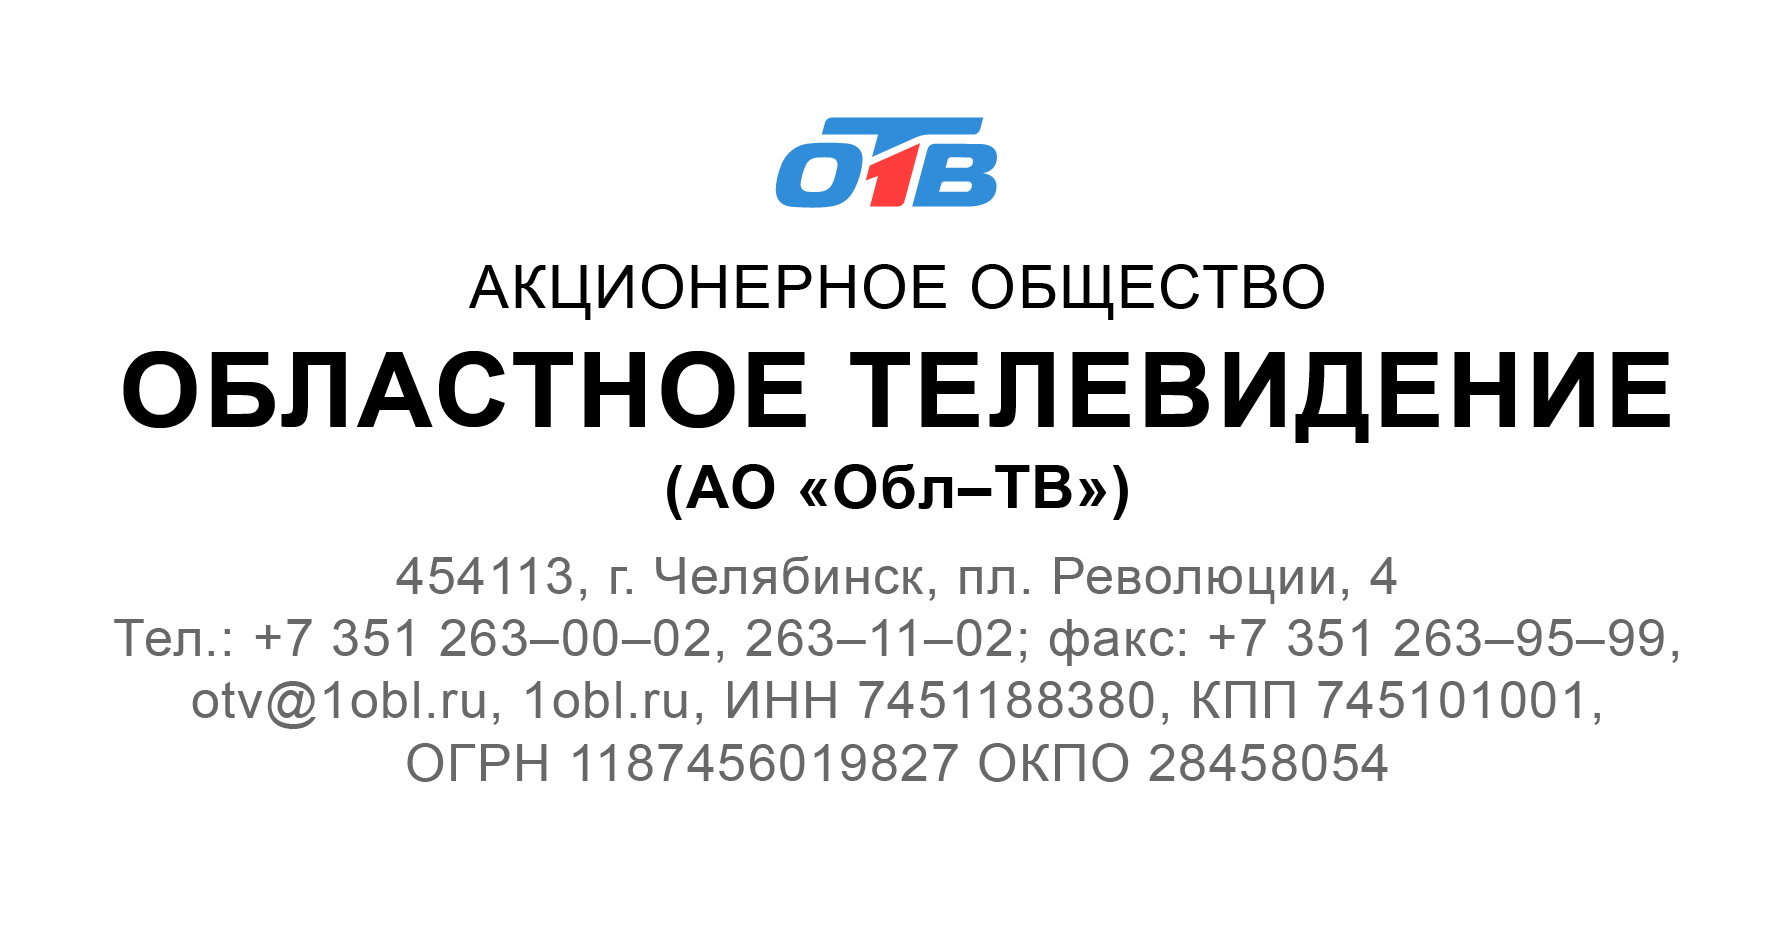 ОТВ
АКЦИОНЕРНОЕ ОБЩЕСТВО
ОБЛАСТНОЕ ТЕЛЕВИДЕНИЕ
(АО «Обл–ТВ»)
454113, г. Челябинск, пл. Революции, 4
Тел.: +7 351 263–00–02, 263–11–02; факс: +7 351 263–95–99,
otv@1obl.ru, 1obl.ru, ИНН 7451188380, КПП 745101001,
ОГРН 1187456019827 ОКПО 28458054